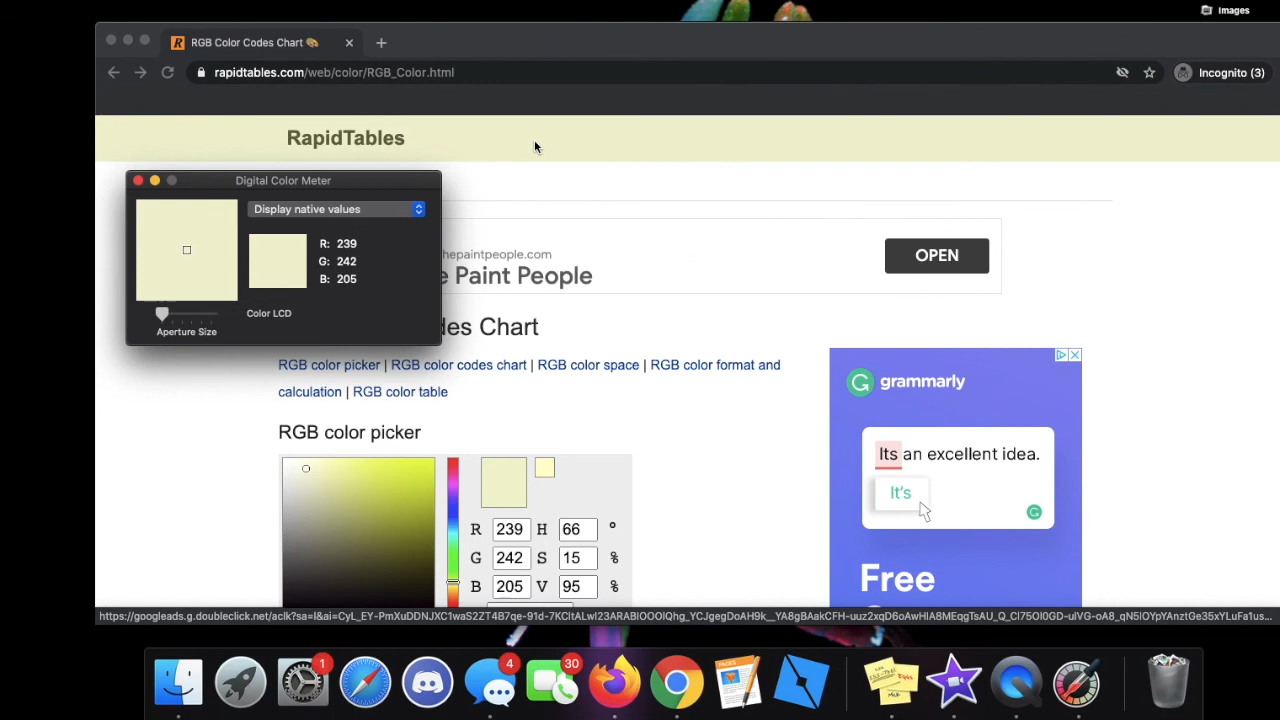 Images
RGB Color Codes Chart
rapidtables.com/web/color/RGB_Color.html
Incognito (3)
RapidTables
Digital Color Meter
Display native values
R: 239
G: 242
B: 205
Aperture Size
Color LCD
hepaintpeople.com
e Paint People
OPEN
des Chart
RGB color picker | RGB color codes chart | RGB color space | RGB color format and
calculation | RGB color table
RGB color picker
R 239 H 66 °
G 242 S 15 %
B 205 V 95 %
grammarly
Its an excellent idea.
It's
Free
1
4
30